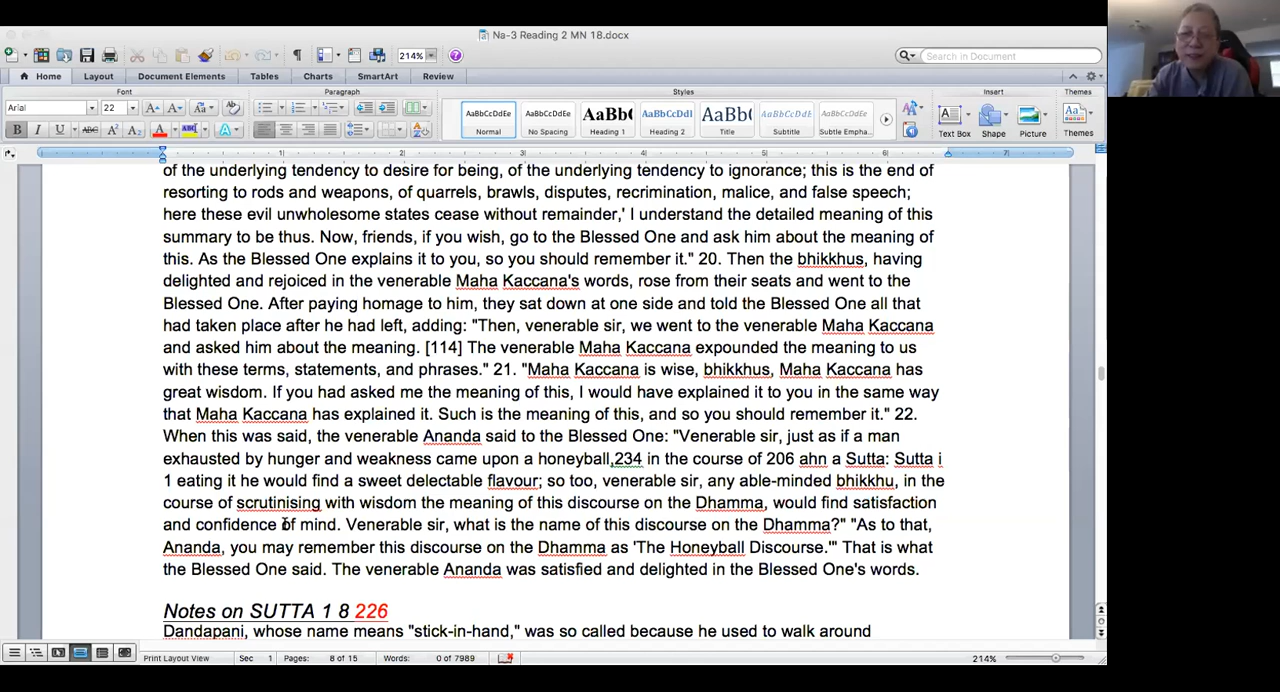 Na-3 Reading 2 MN 18.docx
214%
Search in Document
Home Layout Document Elements Tables Charts SmartArt Review
Font Paragraph Styles Insert Themes
Arial 22
AaBbCcDdEe AaBbCcDdEe AaBb( AaBbCcDdI AaBb( AaBbCcDdEe AaBbCcDdEe
Normal No Spacing Heading 1 Heading 2 Title Subtitle Subtle Empha...
Text Box Shape Picture Themes
B I U ABC A² A₂ A ABC A
1 2 3 4 5 6 7
of the underlying tendency to desire for being, of the underlying tendency to ignorance; this is the end of
resorting to rods and weapons, of quarrels, brawls, disputes, recrimination, malice, and false speech;
here these evil unwholesome states cease without remainder,' I understand the detailed meaning of this
summary to be thus. Now, friends, if you wish, go to the Blessed One and ask him about the meaning of
this. As the Blessed One explains it to you, so you should remember it." 20. Then the bhikkhus, having
delighted and rejoiced in the venerable Maha Kaccana's words, rose from their seats and went to the
Blessed One. After paying homage to him, they sat down at one side and told the Blessed One all that
had taken place after he had left, adding: "Then, venerable sir, we went to the venerable Maha Kaccana
and asked him about the meaning. [114] The venerable Maha Kaccana expounded the meaning to us
with these terms, statements, and phrases." 21. "Maha Kaccana is wise, bhikkhus, Maha Kaccana has
great wisdom. If you had asked me the meaning of this, I would have explained it to you in the same way
that Maha Kaccana has explained it. Such is the meaning of this, and so you should remember it." 22.
When this was said, the venerable Ananda said to the Blessed One: "Venerable sir, just as if a man
exhausted by hunger and weakness came upon a honeyball,234 in the course of 206 ahn a Sutta: Sutta i
1 eating it he would find a sweet delectable flavour; so too, venerable sir, any able-minded bhikkhu, in the
course of scrutinising with wisdom the meaning of this discourse on the Dhamma, would find satisfaction
and confidence of mind. Venerable sir, what is the name of this discourse on the Dhamma?" "As to that,
Ananda, you may remember this discourse on the Dhamma as 'The Honeyball Discourse.'" That is what
the Blessed One said. The venerable Ananda was satisfied and delighted in the Blessed One's words.
Notes on SUTTA 1 8 226
Dandapani, whose name means "stick-in-hand," was so called because he used to walk around
Print Layout View Sec 1 Pages: 8 of 15 Words: 0 of 7989 214%